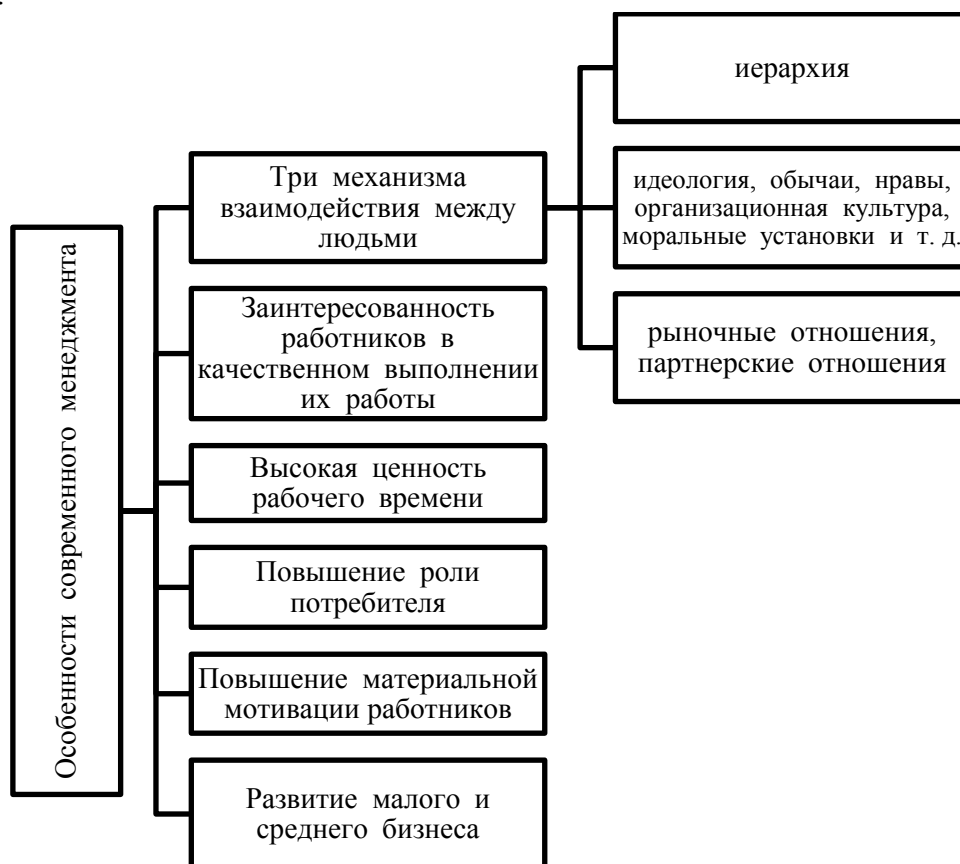 Особенности современного менеджмента
Три механизма
взаимодействия между
людьми
иерархия
идеология, обычаи, нравы,
организационная культура,
моральные установки и т. д.
рыночные отношения,
партнерские отношения
Заинтересованность
работников в
качественном выполнении
их работы
Высокая ценность
рабочего времени
Повышение роли
потребителя
Повышение материальной
мотивации работников
Развитие малого и
среднего бизнеса